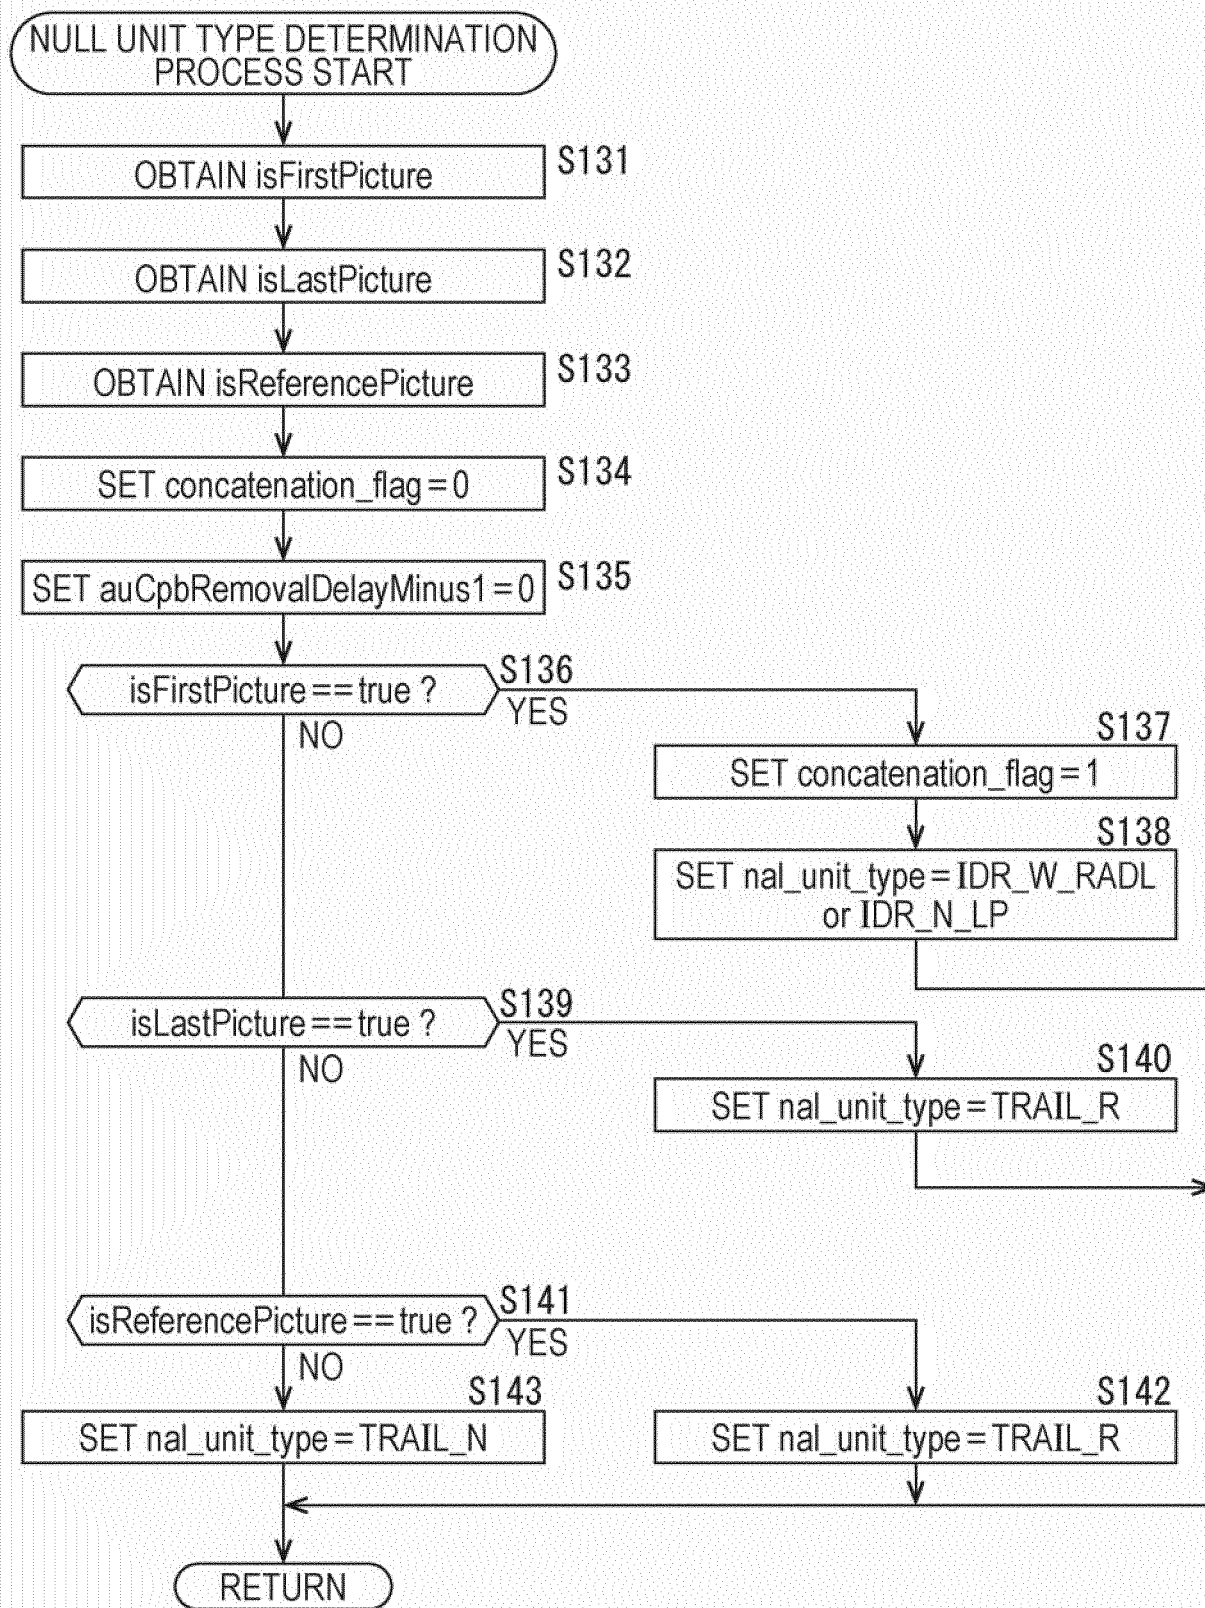 NULL UNIT TYPE DETERMINATION
PROCESS START
OBTAIN isFirstPicture
S131
OBTAIN isLastPicture
S132
OBTAIN isReferencePicture
S133
SET concatenation_flag=0
S134
SET auCpbRemovalDelayMinus1=0
S135
isFirstPicture==true ?
S136
YES
NO
S137
SET concatenation_flag=1
S138
SET nal_unit_type=IDR_W_RADL
or IDR_N_LP
isLastPicture==true ?
S139
YES
NO
S140
SET nal_unit_type=TRAIL_R
isReferencePicture==true ?
S141
YES
NO
S143
SET nal_unit_type=TRAIL_N
S142
SET nal_unit_type=TRAIL_R
RETURN